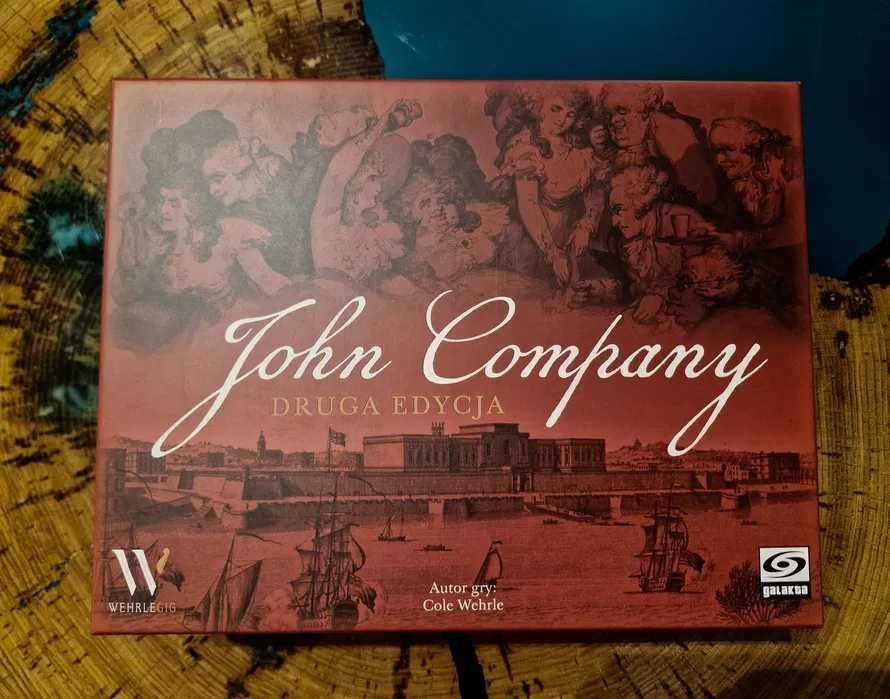 John Company
DRUGA EDYCJA
WEHRLEGIG
Autor gry:
Cole Wehrle
galakta